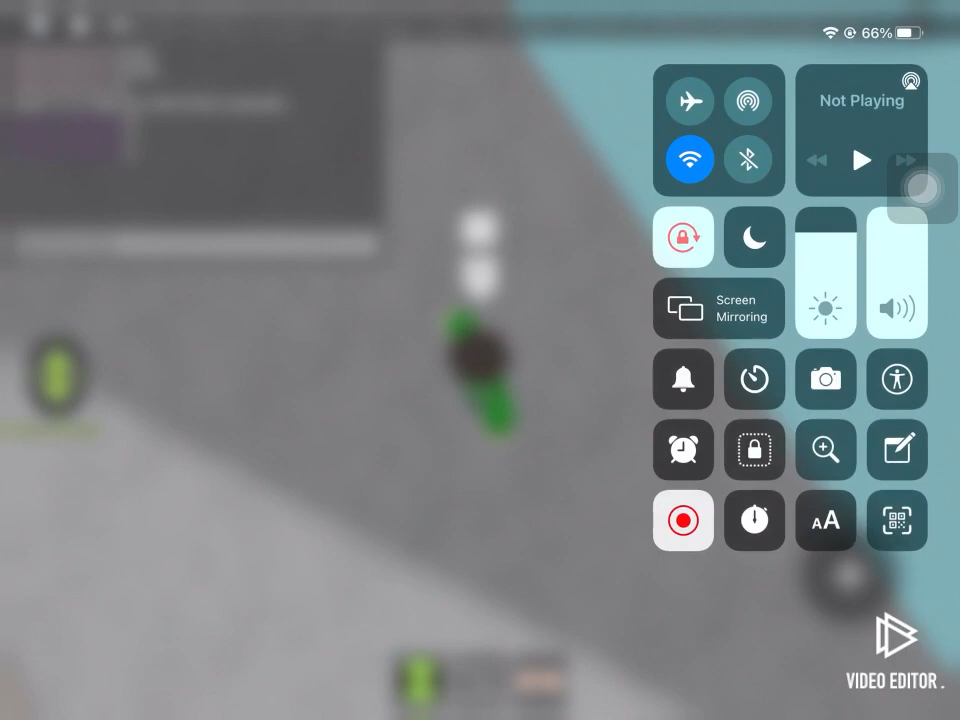 66%
Not Playing
Screen
Mirroring
AA
VIDEO EDITOR .